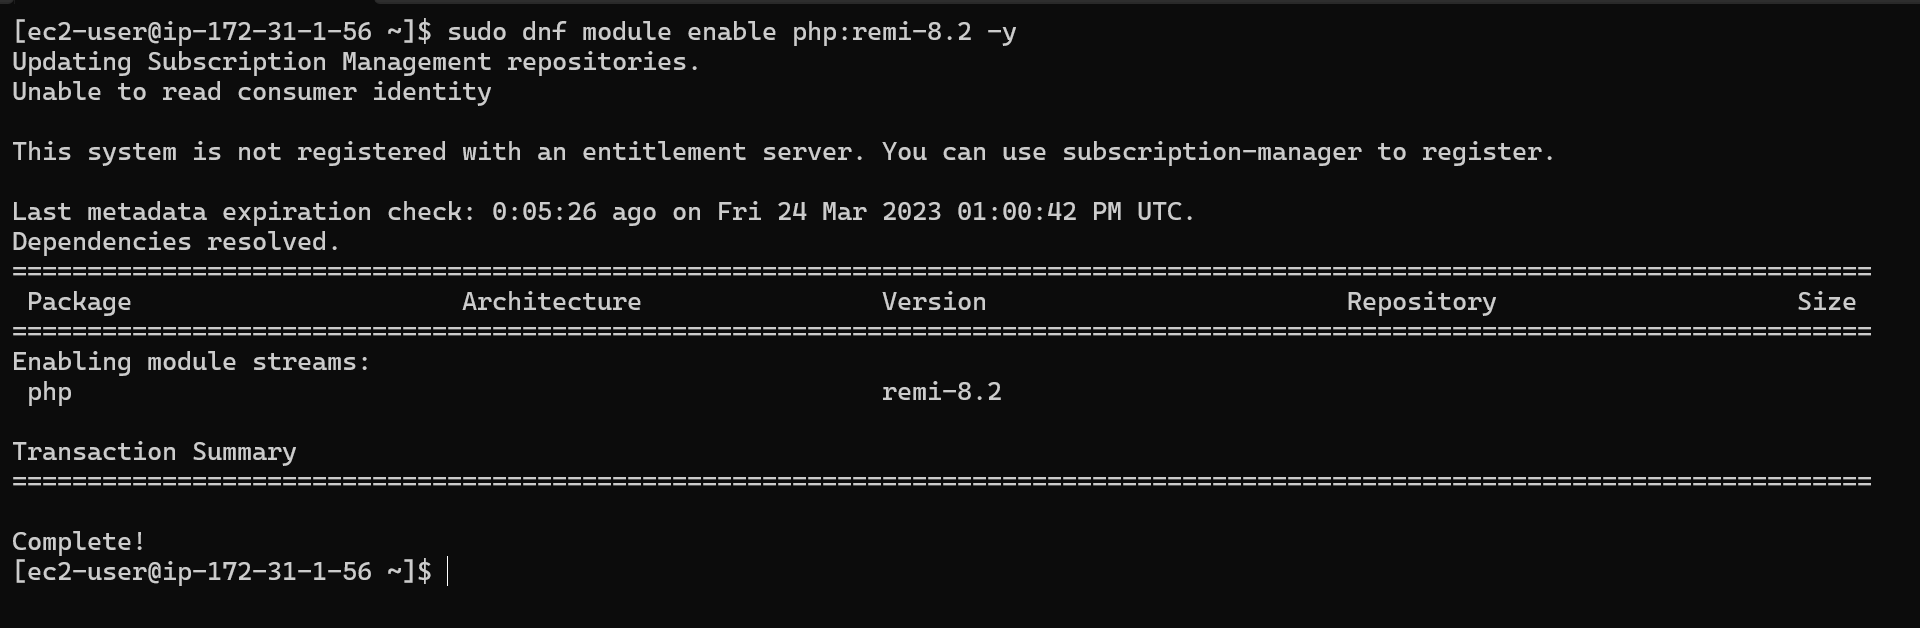 [ec2-user@ip-172-31-1-56 ~]$ sudo dnf module enable php:remi-8.2 -y
Updating Subscription Management repositories.
Unable to read consumer identity
This system is not registered with an entitlement server. You can use subscription-manager to register.
Last metadata expiration check: 0:05:26 ago on Fri 24 Mar 2023 01:00:42 PM UTC.
Dependencies resolved.
============================================================================================================================
Package Architecture Version Repository Size
============================================================================================================================
Enabling module streams:
php remi-8.2
Transaction Summary
============================================================================================================================
Complete!
[ec2-user@ip-172-31-1-56 ~]$